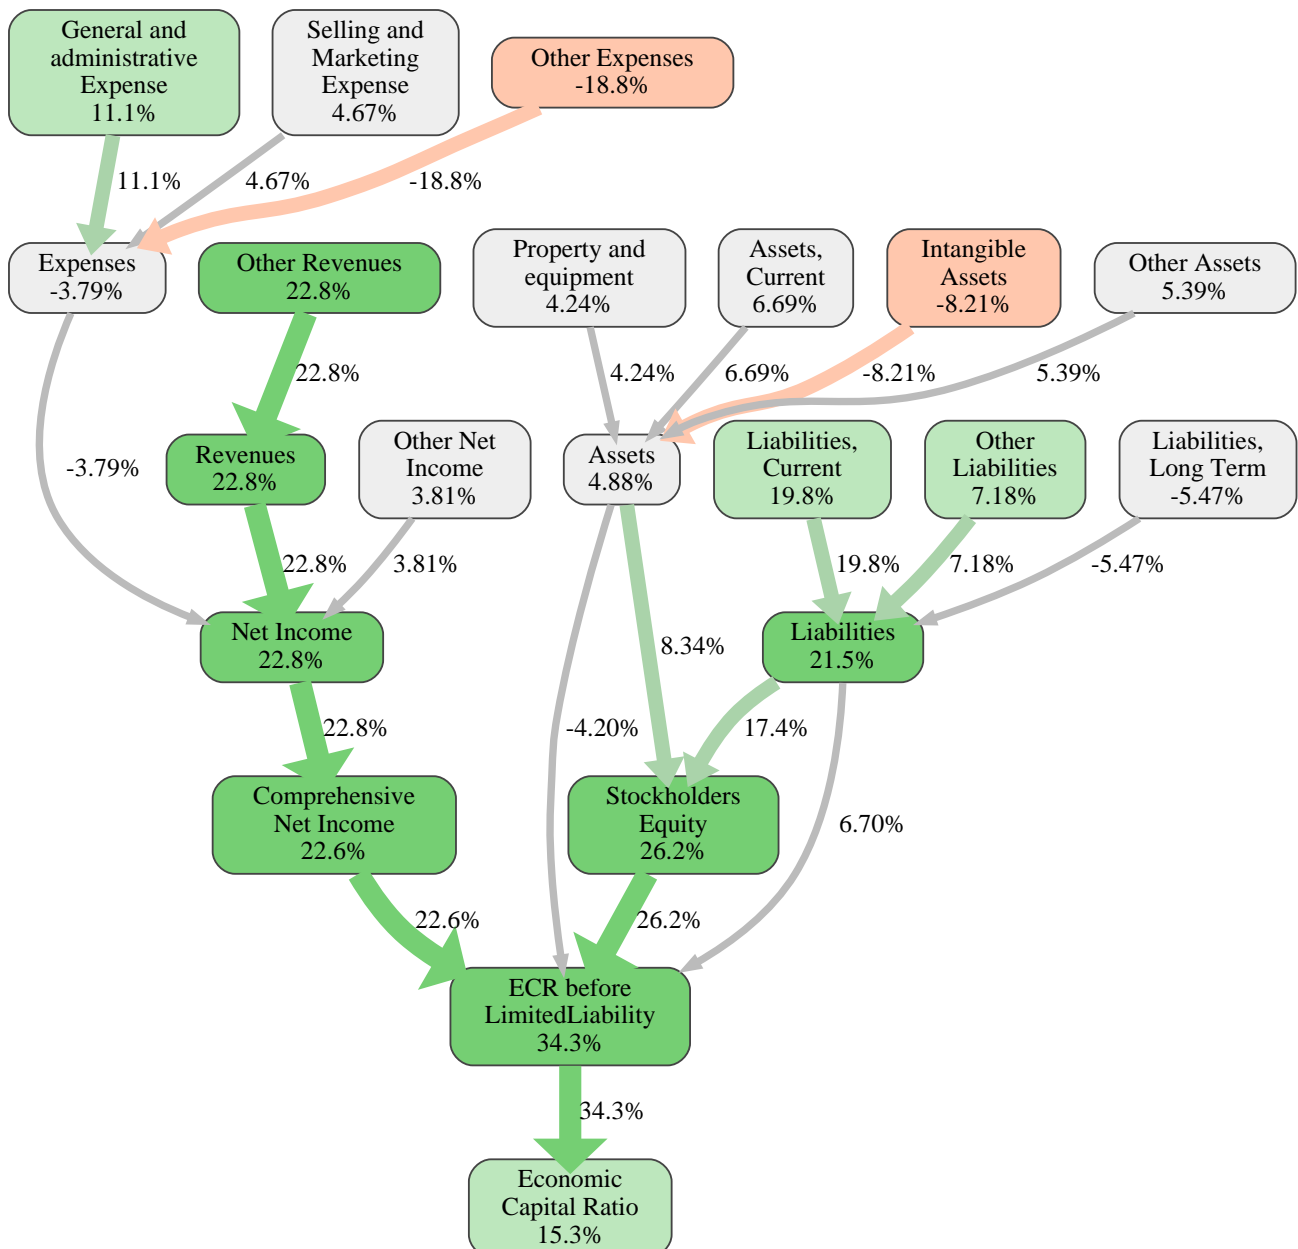 General and
administrative
Expense
11.1%
Selling and
Marketing
Expense
4.67%
Other Expenses
-18.8%
11.1%
4.67%
-18.8%
Expenses
-3.79%
Other Revenues
22.8%
Property and
equipment
4.24%
Assets,
Current
6.69%
Intangible
Assets
-8.21%
Other Assets
5.39%
22.8%
4.24%
6.69%
-8.21%
5.39%
-3.79%
Revenues
22.8%
Other Net
Income
3.81%
Assets
4.88%
Liabilities,
Current
19.8%
Other
Liabilities
7.18%
Liabilities,
Long Term
-5.47%
22.8%
3.81%
19.8%
7.18%
-5.47%
Net Income
22.8%
8.34%
Liabilities
21.5%
22.8%
-4.20%
17.4%
Comprehensive
Net Income
22.6%
Stockholders
Equity
26.2%
6.70%
22.6%
26.2%
ECR before
LimitedLiability
34.3%
34.3%
Economic
Capital Ratio
15.3%